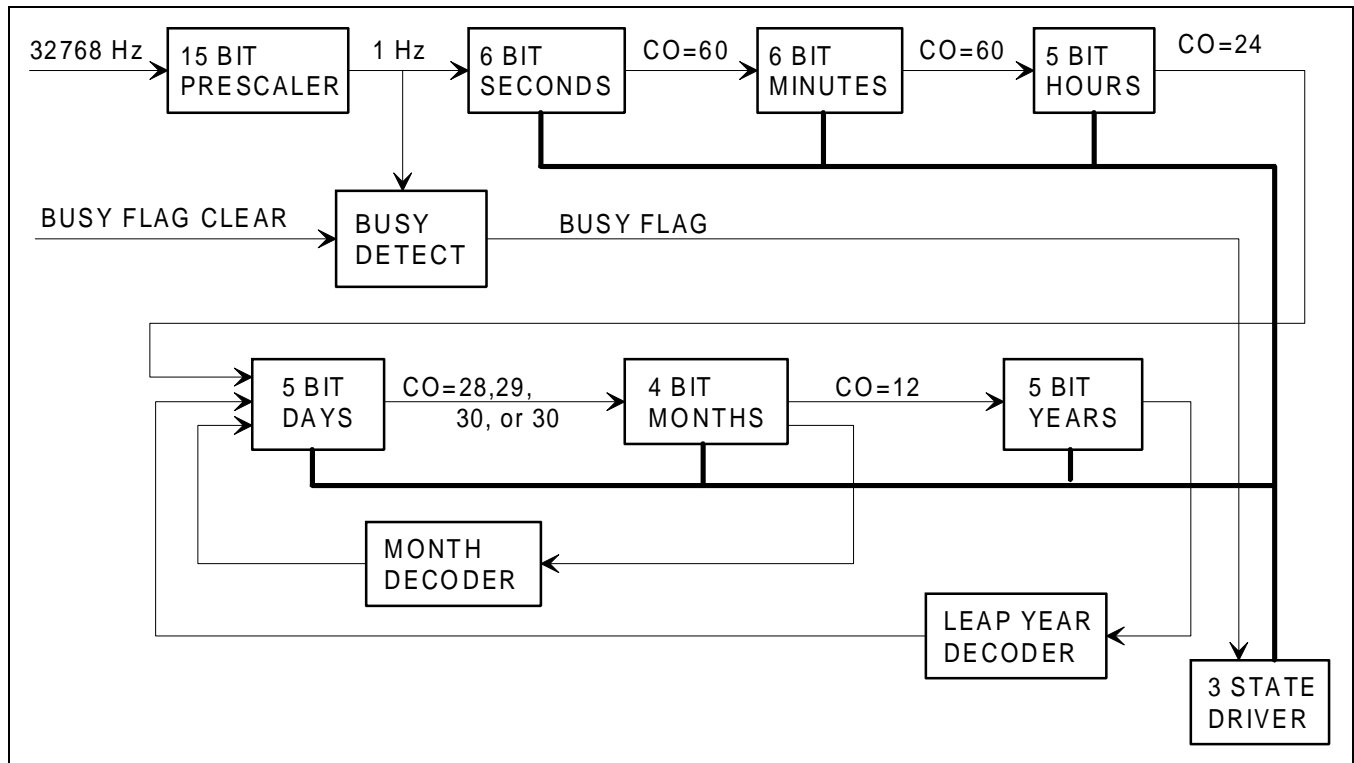 32768 Hz
15 BIT
PRESCALER
1 Hz
6 BIT
SECONDS
CO=60
6 BIT
MINUTES
CO=60
5 BIT
HOURS
CO=24
BUSY FLAG CLEAR
BUSY
DETECT
BUSY FLAG
5 BIT
DAYS
CO=28,29,
30, or 30
4 BIT
MONTHS
CO=12
5 BIT
YEARS
MONTH
DECODER
LEAP YEAR
DECODER
3 STATE
DRIVER